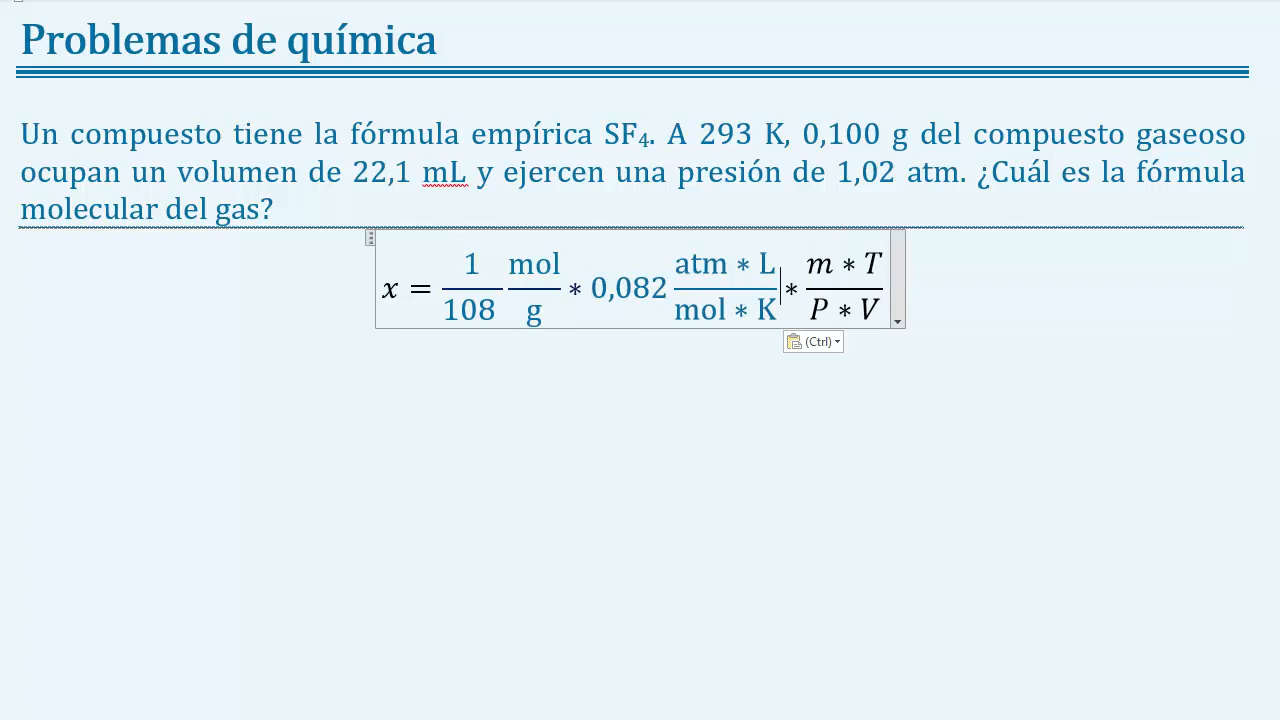 Problemas de química
Un compuesto tiene la fórmula empírica SF₄. A 293 K, 0,100 g del compuesto gaseoso
ocupan un volumen de 22,1 mL y ejercen una presión de 1,02 atm. ¿Cuál es la fórmula
molecular del gas?
x = 1/108 mol/g ∗ 0,082 (atm ∗ L)/(mol ∗ K) ∗ (m ∗ T)/(P ∗ V)
(Ctrl)